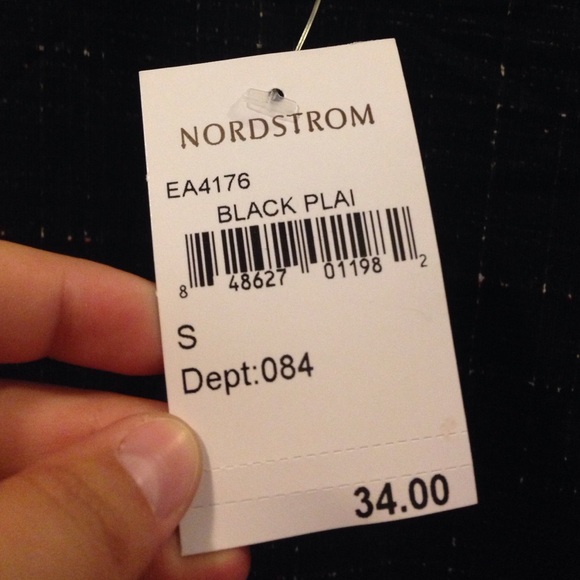 NORDSTROM
EA4176
BLACK PLAI
8 48627 01198 2
S
Dept:084
34.00